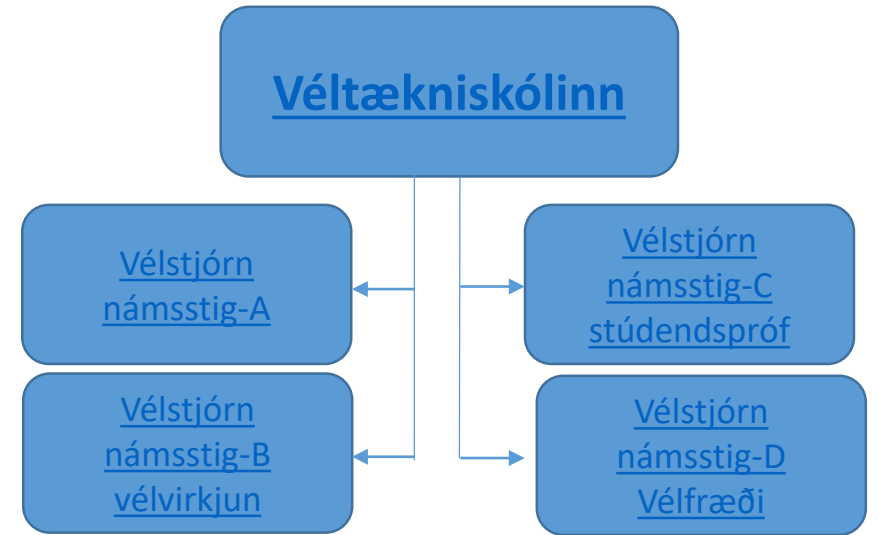 Véltækniskólinn
Vélstjórn
námsstig-A
Vélstjórn
námsstig-B
vélvirkjun
Vélstjórn
námsstig-C
stúdendspróf
Vélstjórn
námsstig-D
Vélfræði